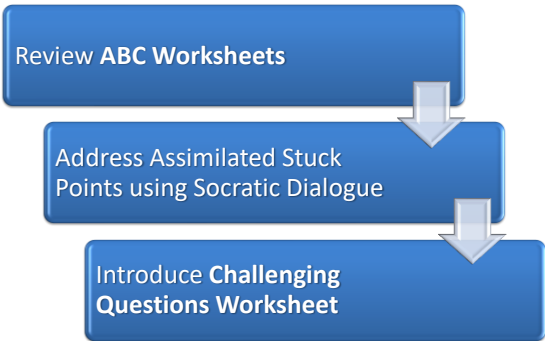 Review ABC Worksheets
Address Assimilated Stuck
Points using Socratic Dialogue
Introduce Challenging
Questions Worksheet